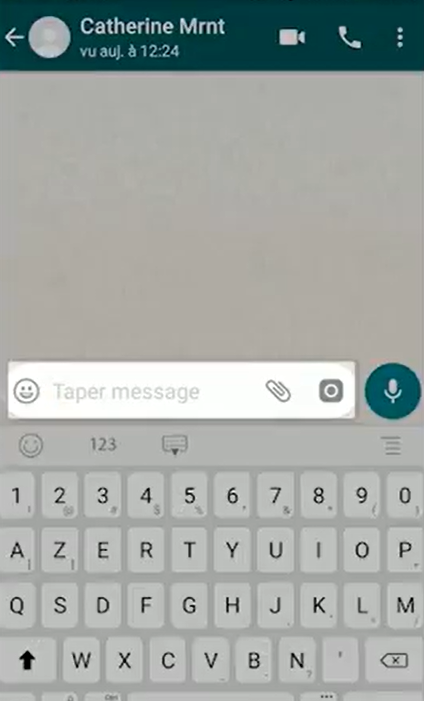 Catherine Mrnt
vu auj. à 12:24
Taper message
123
1 2 3 4 5 6 7 8 9 0
A Z E R T Y U I O P
Q S D F G H J K L M
W X C V B N '